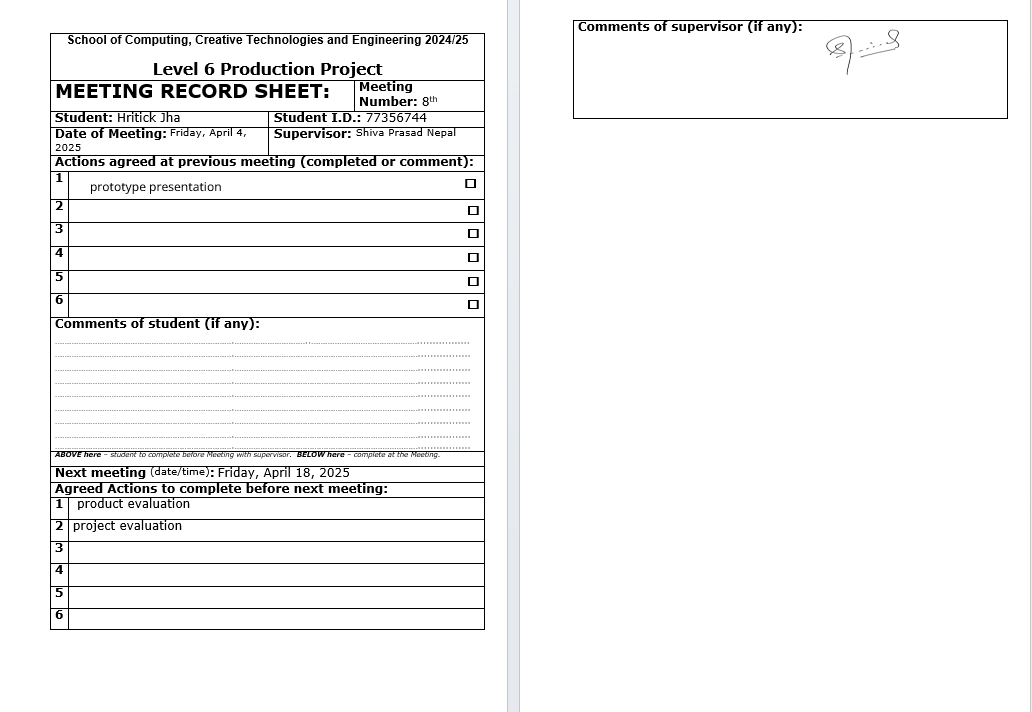 School of Computing, Creative Technologies and Engineering 2024/25
Level 6 Production Project
MEETING RECORD SHEET:
Meeting
Number: 8th
Student: Hritick Jha
Student I.D.: 77356744
Date of Meeting: Friday, April 4,
2025
Supervisor: Shiva Prasad Nepal
Actions agreed at previous meeting (completed or comment):
1 prototype presentation ☐
2 ☐
3 ☐
4 ☐
5 ☐
6 ☐
Comments of student (if any):
ABOVE here – student to complete before Meeting with supervisor. BELOW here – complete at the Meeting.
Next meeting (date/time): Friday, April 18, 2025
Agreed Actions to complete before next meeting:
1 product evaluation
2 project evaluation
3
4
5
6
Comments of supervisor (if any):